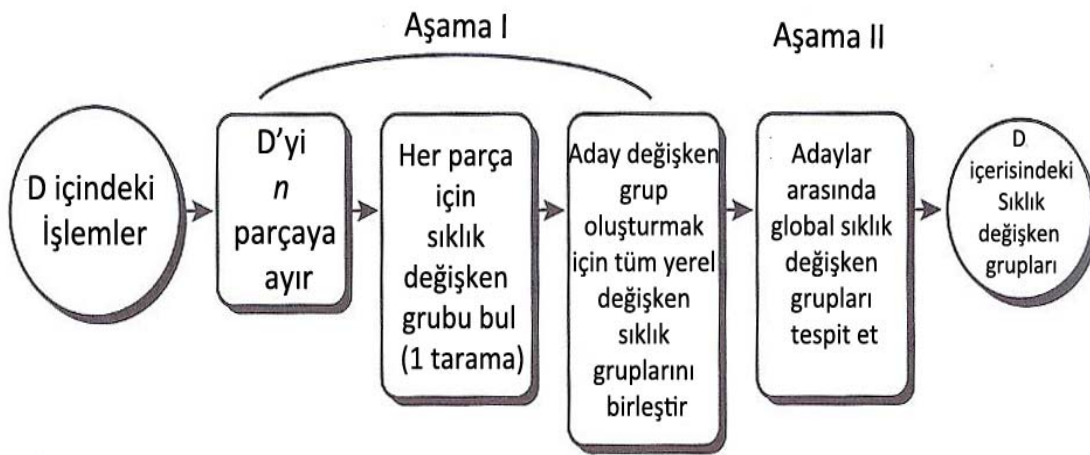 Aşama I
Aşama II
D içindeki
İşlemler
D'yi
n
parçaya
ayır
Her parça
için
sıklık
değişken
grubu bul
(1 tarama)
Aday değişken
grup
oluşturmak
için tüm yerel
değişken
sıklık
gruplarını
birleştir
Adaylar
arasında
global sıklık
değişken
grupları
tespit et
D
içerisindeki
Sıklık
değişken
grupları